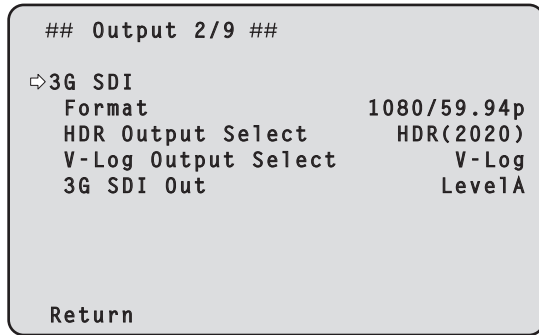 ## Output 2/9 ##
⇨3G SDI
Format 1080/59.94p
HDR Output Select HDR(2020)
V-Log Output Select V-Log
3G SDI Out LevelA
Return